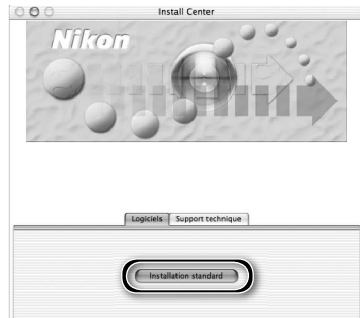 Install Center
Nikon
Logiciels Support technique
Installation standard